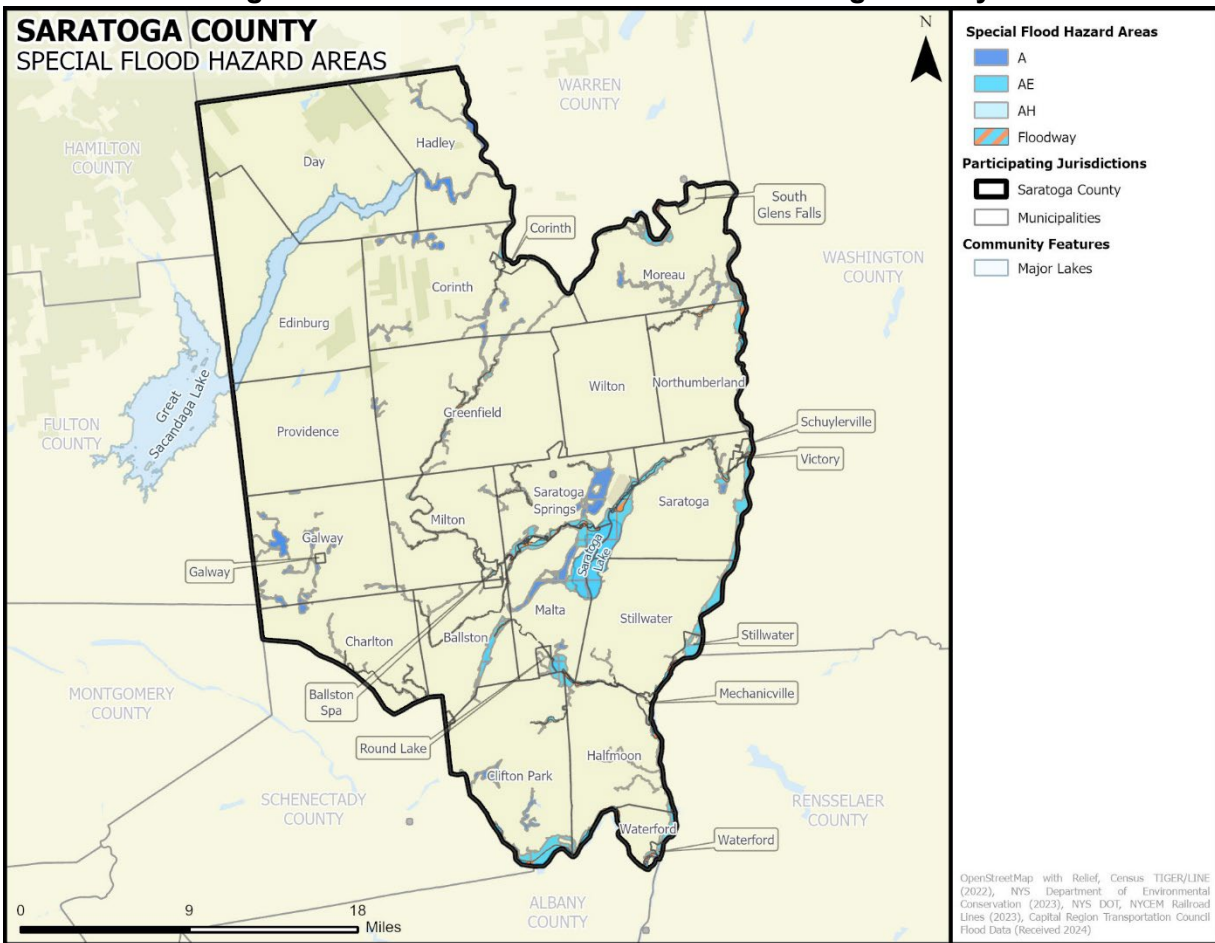 SARATOGA COUNTY
SPECIAL FLOOD HAZARD AREAS
N
WARREN
COUNTY
HAMILTON
COUNTY
Hadley
Day
South
Glens Falls
Corinth
WASHINGTON
COUNTY
Moreau
Corinth
Edinburg
Great
Sacandaga Lake
Wilton
Northumberland
Greenfield
FULTON
COUNTY
Providence
Schuylerville
Victory
Saratoga
Springs
Saratoga
Milton
Galway
Saratoga
Lake
Galway
Malta
Stillwater
Charlton
Ballston
Stillwater
MONTGOMERY
COUNTY
Ballston
Spa
Mechanicville
Round Lake
Halfmoon
Clifton Park
SCHENECTADY
COUNTY
RENSSELAER
COUNTY
Waterford
Waterford
ALBANY
COUNTY
0 9 18
Miles
Special Flood Hazard Areas
A
AE
AH
Floodway
Participating Jurisdictions
Saratoga County
Municipalities
Community Features
Major Lakes
OpenStreetMap with Relief, Census TIGER/LINE
(2022), NYS Department of Environmental
Conservation (2023), NYS DOT, NYCEM Railroad
Lines (2023), Capital Region Transportation Council
Flood Data (Received 2024)